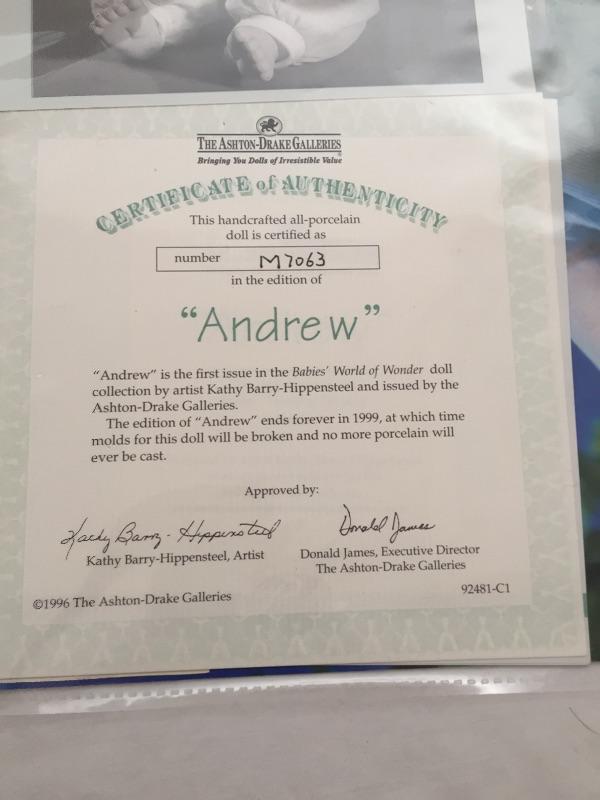 THE ASHTON-DRAKE GALLERIES
Bringing You Dolls of Irresistible Value
CERTIFICATE of AUTHENTICITY
This handcrafted all-porcelain
doll is certified as
number M7063
in the edition of
“Andrew”
“Andrew” is the first issue in the Babies’ World of Wonder doll
collection by artist Kathy Barry-Hippensteel and issued by the
Ashton-Drake Galleries.
The edition of “Andrew” ends forever in 1999, at which time
molds for this doll will be broken and no more porcelain will
ever be cast.
Approved by:
Kathy Barry-Hippensteel Donald James
Kathy Barry-Hippensteel, Artist Donald James, Executive Director
The Ashton-Drake Galleries
©1996 The Ashton-Drake Galleries 92481-C1